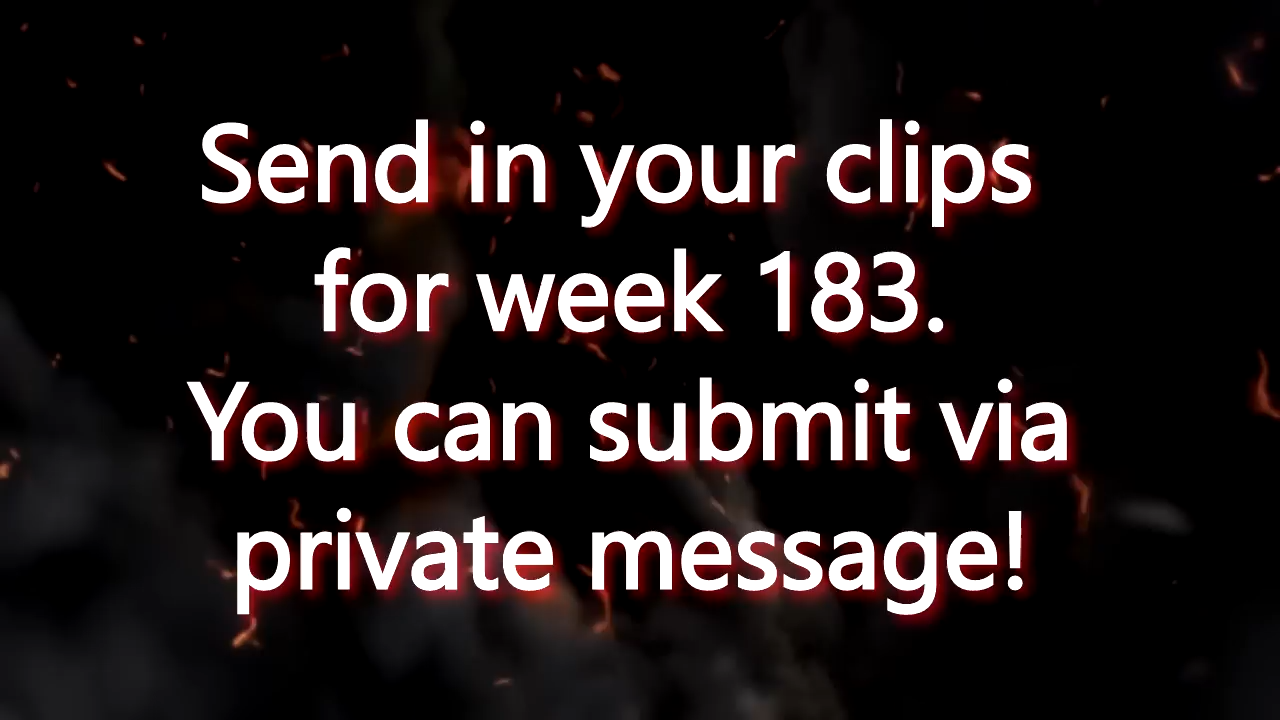 Send in your clips
for week 183.
You can submit via
private message!